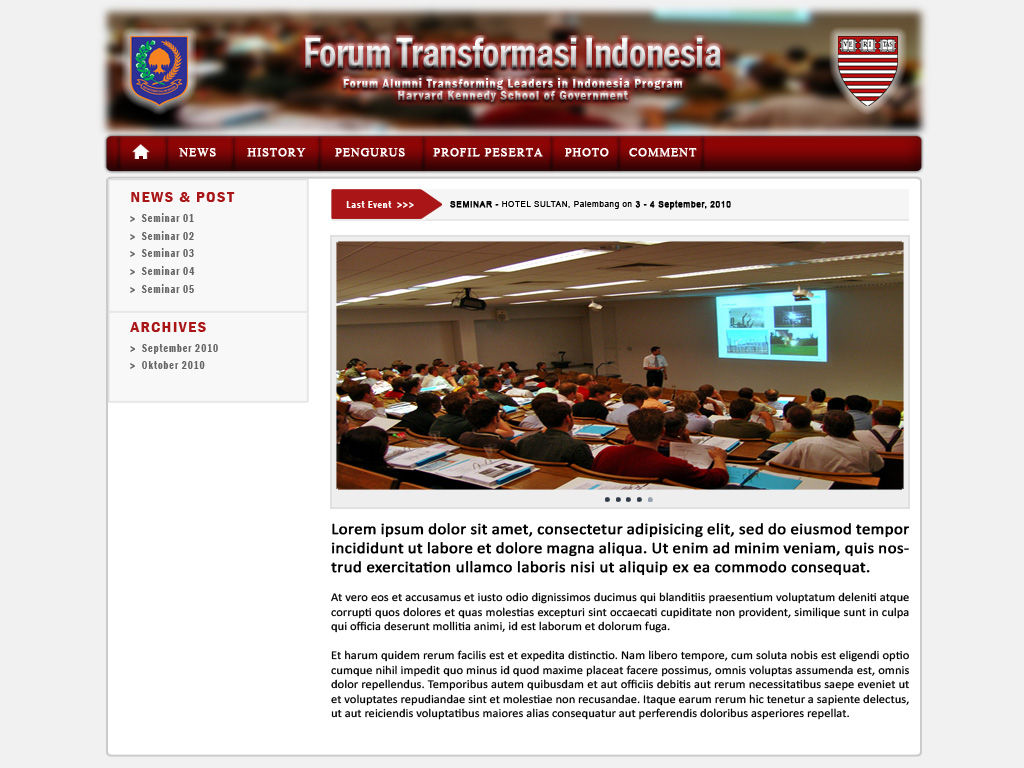 Forum Transformasi Indonesia
Forum Alumni Transforming Leaders in Indonesia Program
Harvard Kennedy School of Government
VE RI TAS
NEWS HISTORY PENGURUS PROFIL PESERTA PHOTO COMMENT
NEWS & POST
> Seminar 01
> Seminar 02
> Seminar 03
> Seminar 04
> Seminar 05
ARCHIVES
> September 2010
> Oktober 2010
Last Event >>>
SEMINAR - HOTEL SULTAN, Palembang on 3 - 4 September, 2010
Lorem ipsum dolor sit amet, consectetur adipisicing elit, sed do eiusmod tempor
incididunt ut labore et dolore magna aliqua. Ut enim ad minim veniam, quis nos-
trud exercitation ullamco laboris nisi ut aliquip ex ea commodo consequat.
At vero eos et accusamus et iusto odio dignissimos ducimus qui blanditiis praesentium voluptatum deleniti atque
corrupti quos dolores et quas molestias excepturi sint occaecati cupiditate non provident, similique sunt in culpa
qui officia deserunt mollitia animi, id est laborum et dolorum fuga.
Et harum quidem rerum facilis est et expedita distinctio. Nam libero tempore, cum soluta nobis est eligendi optio
cumque nihil impedit quo minus id quod maxime placeat facere possimus, omnis voluptas assumenda est, omnis
dolor repellendus. Temporibus autem quibusdam et aut officiis debitis aut rerum necessitatibus saepe eveniet ut
et voluptates repudiandae sint et molestiae non recusandae. Itaque earum rerum hic tenetur a sapiente delectus,
ut aut reiciendis voluptatibus maiores alias consequatur aut perferendis doloribus asperiores repellat.